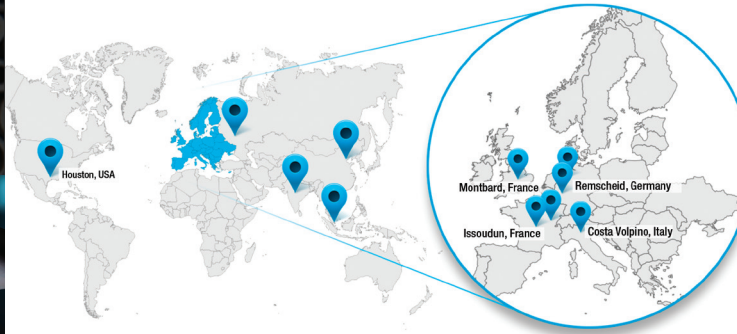 Houston, USA
Montbard, France
Remscheid, Germany
Issoudun, France
Costa Volpino, Italy